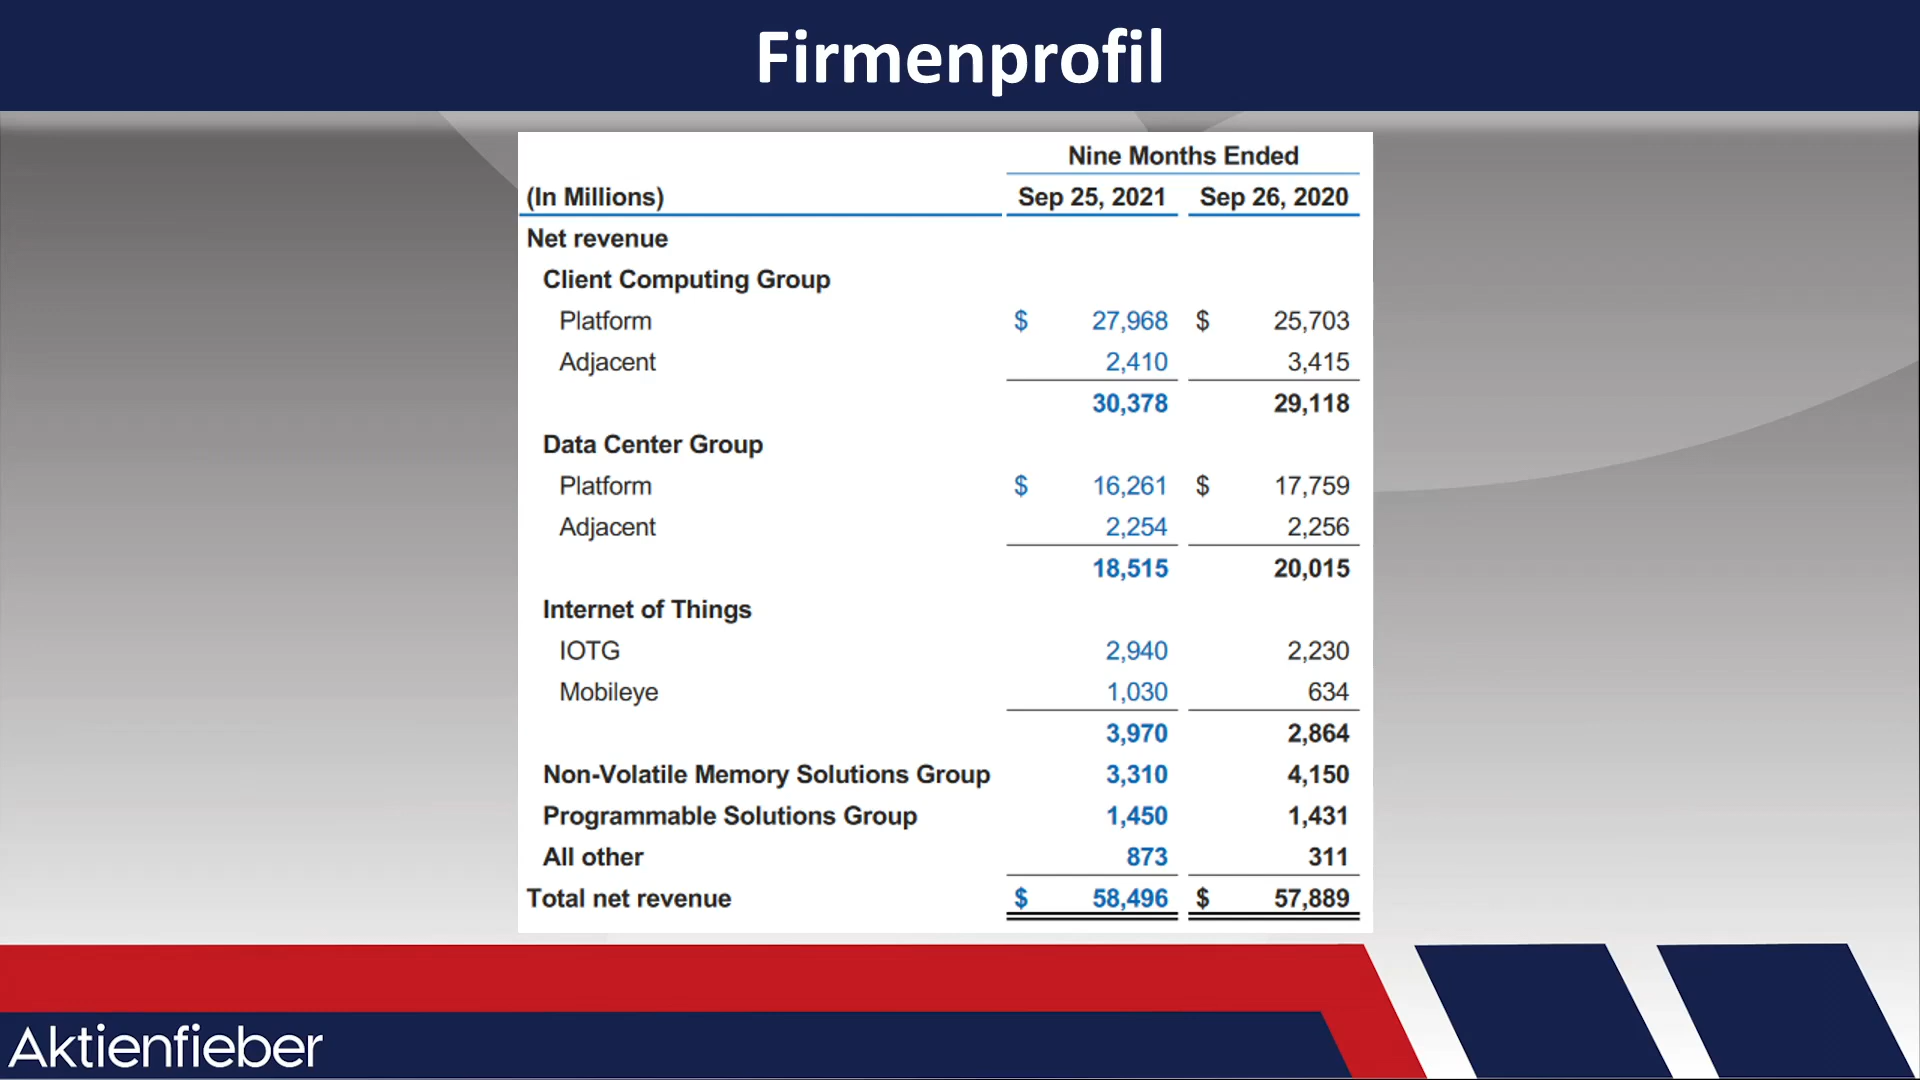 Firmenprofil
Nine Months Ended
(In Millions) Sep 25, 2021 Sep 26, 2020
Net revenue
Client Computing Group
Platform $ 27,968 $ 25,703
Adjacent 2,410 3,415
30,378 29,118
Data Center Group
Platform $ 16,261 $ 17,759
Adjacent 2,254 2,256
18,515 20,015
Internet of Things
IOTG 2,940 2,230
Mobileye 1,030 634
3,970 2,864
Non-Volatile Memory Solutions Group 3,310 4,150
Programmable Solutions Group 1,450 1,431
All other 873 311
Total net revenue $ 58,496 $ 57,889
Aktienfieber